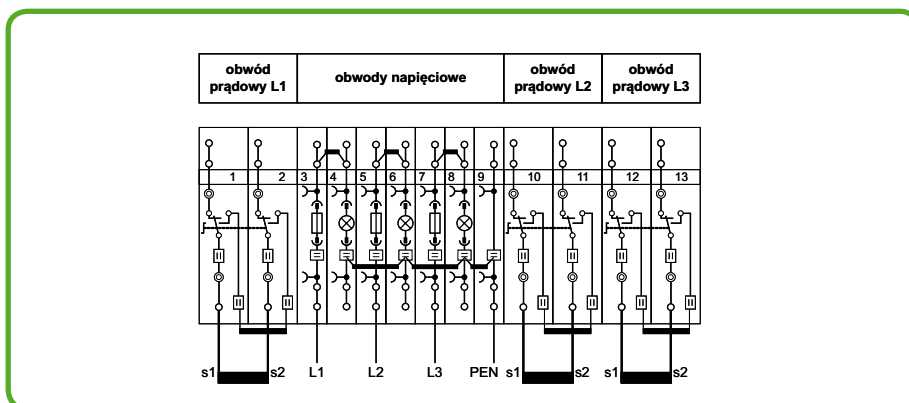 obwód
prądowy L1
obwody napięciowe
obwód
prądowy L2
obwód
prądowy L3
1 2 3 4 5 6 7 8 9 10 11 12 13
s1 s2 L1 L2 L3 PEN s1 s2 s1 s2